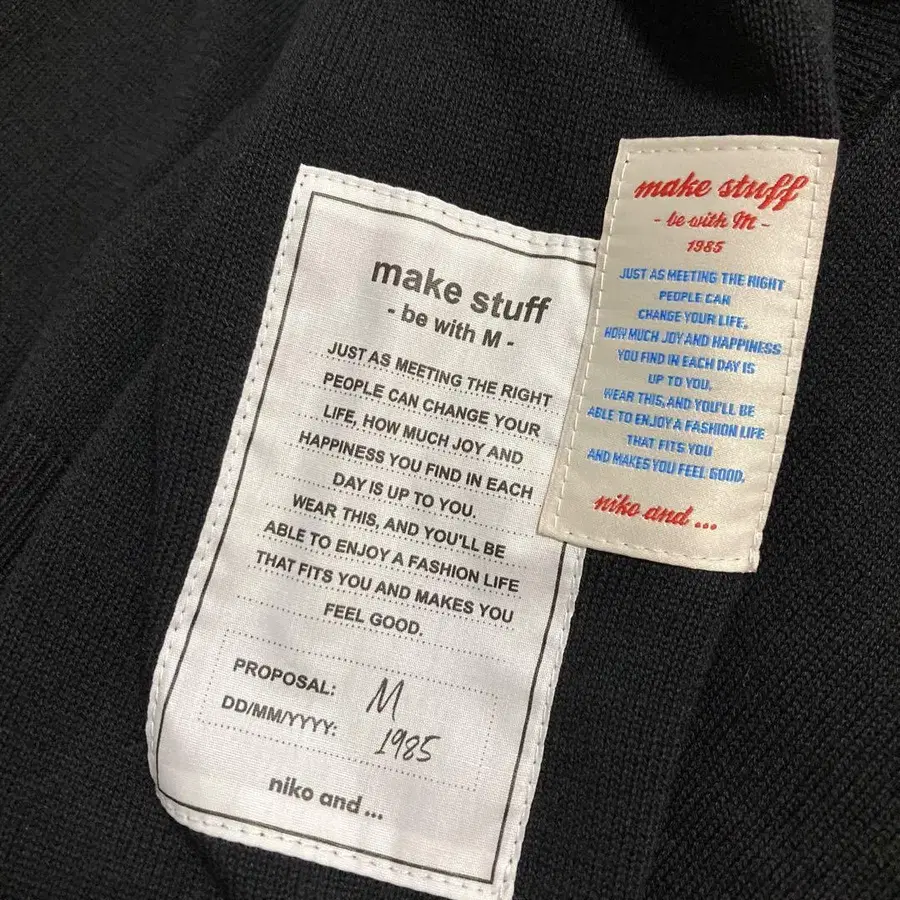 make stuff
- be with M -
JUST AS MEETING THE RIGHT
PEOPLE CAN CHANGE YOUR
LIFE, HOW MUCH JOY AND
HAPPINESS YOU FIND IN EACH
DAY IS UP TO YOU.
WEAR THIS, AND YOU'LL BE
ABLE TO ENJOY A FASHION LIFE
THAT FITS YOU AND MAKES YOU
FEEL GOOD.
PROPOSAL: M
DD/MM/YYYY: 1985
niko and ...
make stuff
- be with M -
1985
JUST AS MEETING THE RIGHT
PEOPLE CAN
CHANGE YOUR LIFE,
HOW MUCH JOY AND HAPPINESS
YOU FIND IN EACH DAY IS
UP TO YOU.
WEAR THIS, AND YOU'LL BE
ABLE TO ENJOY A FASHION LIFE
THAT FITS YOU
AND MAKES YOU FEEL GOOD.
niko and ...